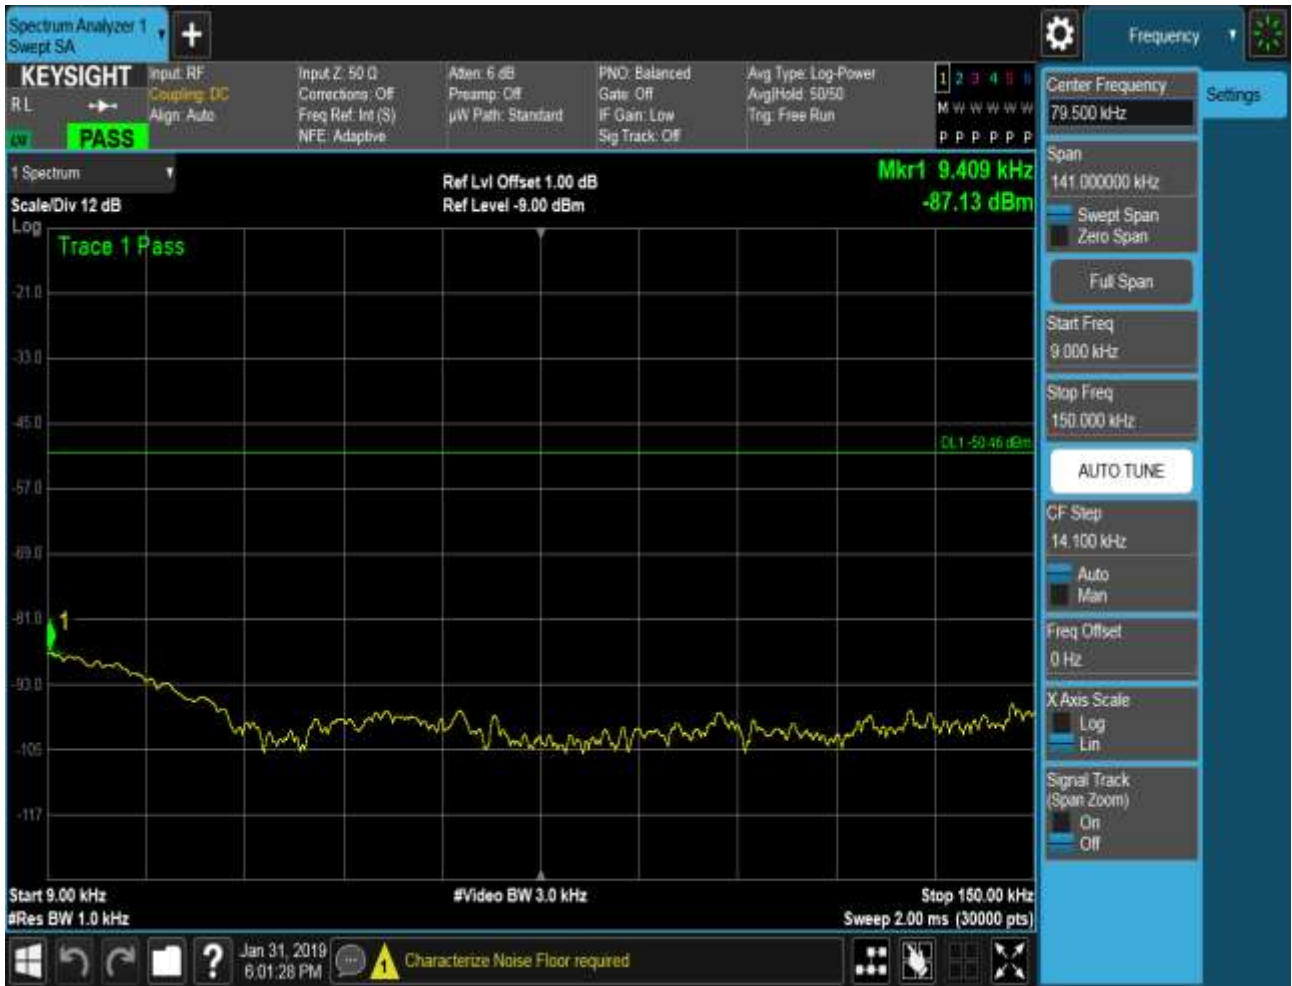 Spectrum Analyzer 1
Swept SA
Frequency
KEYSIGHT
Input: RF
Coupling: DC
Align: Auto
Input Z: 50 Ω
Corrections: Off
Freq Ref: Int (S)
NFE: Adaptive
Atten: 6 dB
Preamp: Off
µW Path: Standard
PNO: Balanced
Gate: Off
IF Gain: Low
Sig Track: Off
Avg Type: Log-Power
Avg|Hold: 50/50
Trig: Free Run
1 2 3 4 5 6
M W W W W W
P P P P P P
R L
PASS
1 Spectrum
Scale/Div 12 dB
Ref Lvl Offset 1.00 dB
Ref Level -9.00 dBm
Mkr1 9.409 kHz
-87.13 dBm
Log
Trace 1 Pass
-21.0
-33.0
-45.0
DL1 -50.46 dBm
-57.0
-69.0
-81.0
1
-93.0
-105
-117
Start 9.00 kHz
#Video BW 3.0 kHz
Stop 150.00 kHz
#Res BW 1.0 kHz
Sweep 2.00 ms (30000 pts)
Center Frequency
79.500 kHz
Settings
Span
141.000000 kHz
Swept Span
Zero Span
Full Span
Start Freq
9.000 kHz
Stop Freq
150.000 kHz
AUTO TUNE
CF Step
14.100 kHz
Auto
Man
Freq Offset
0 Hz
X Axis Scale
Log
Lin
Signal Track
(Span Zoom)
On
Off
?
Jan 31, 2019
6:01:28 PM
1
Characterize Noise Floor required